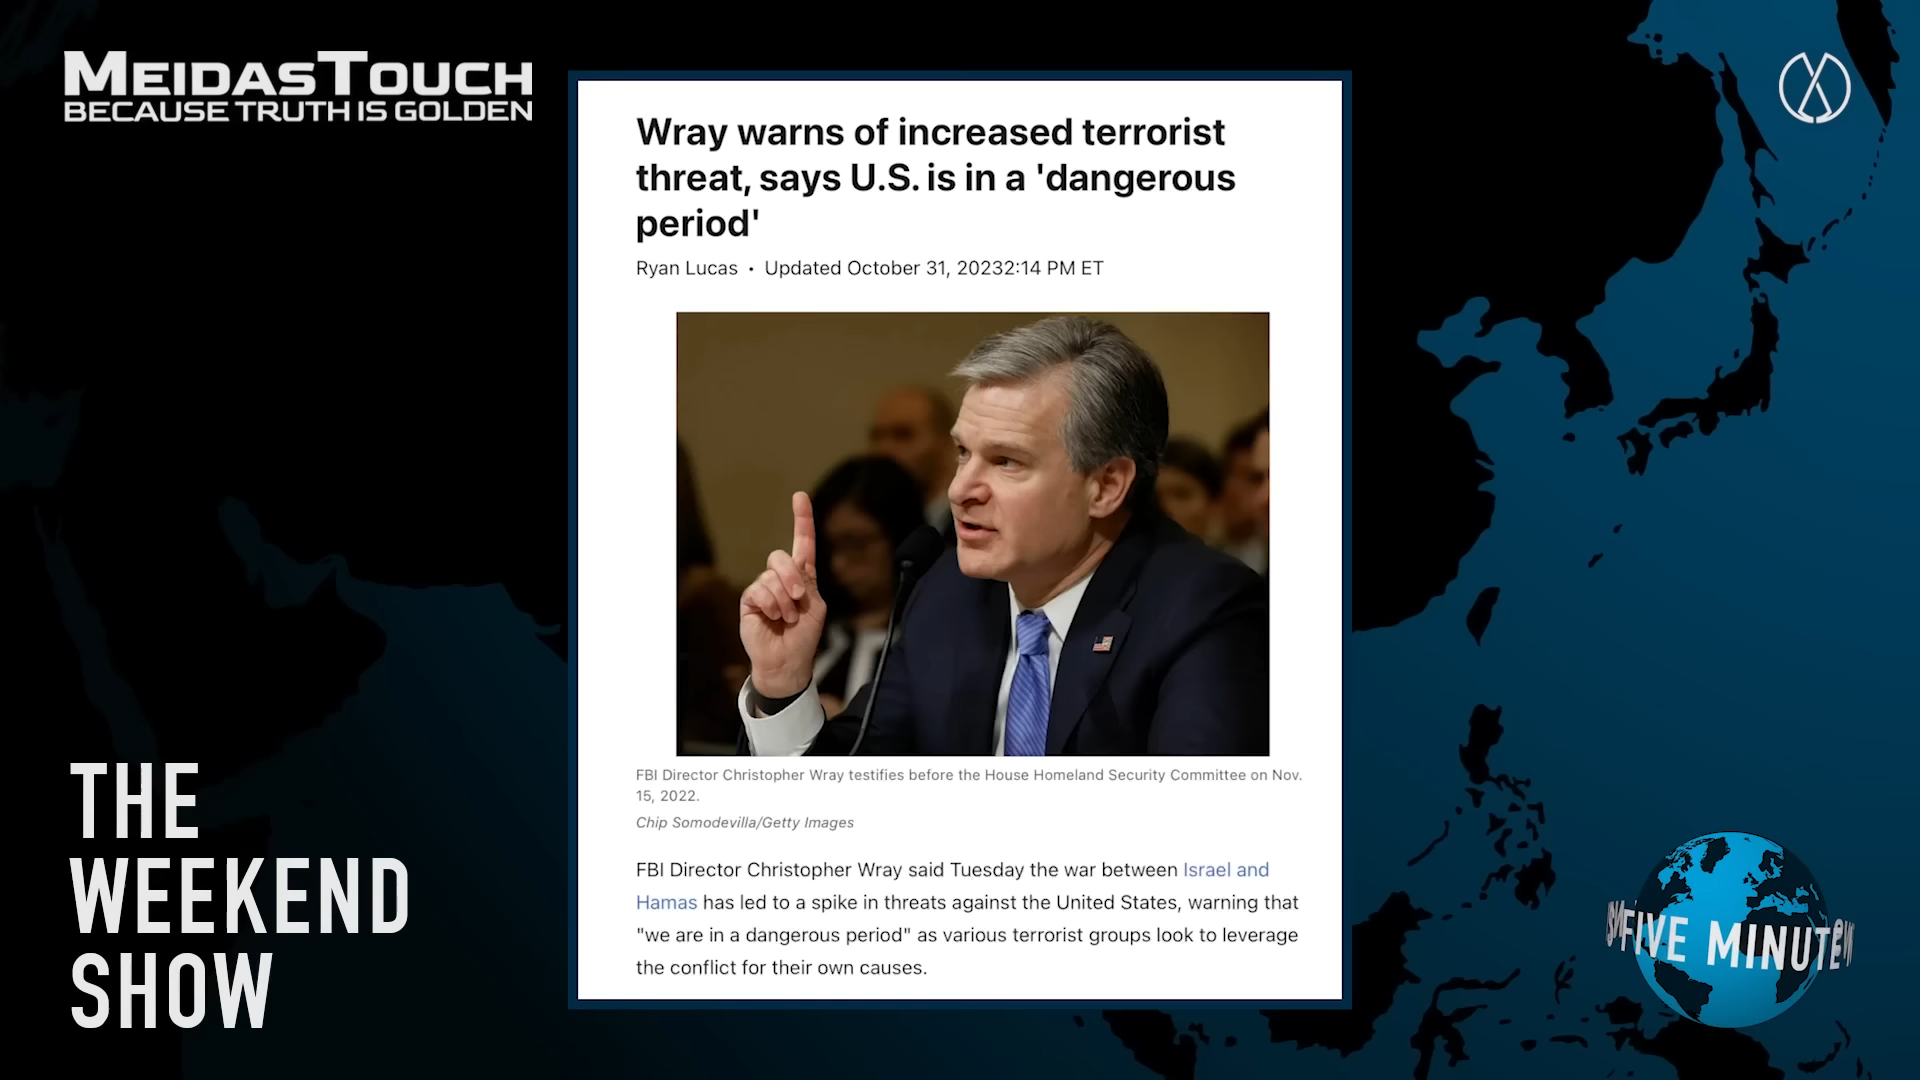 MEIDASTOUCH
BECAUSE TRUTH IS GOLDEN
Wray warns of increased terrorist
threat, says U.S. is in a 'dangerous
period'
Ryan Lucas • Updated October 31, 20232:14 PM ET
FBI Director Christopher Wray testifies before the House Homeland Security Committee on Nov.
15, 2022.
Chip Somodevilla/Getty Images
FBI Director Christopher Wray said Tuesday the war between Israel and
Hamas has led to a spike in threats against the United States, warning that
"we are in a dangerous period" as various terrorist groups look to leverage
the conflict for their own causes.
THE
WEEKEND
SHOW
FIVE MINUTE